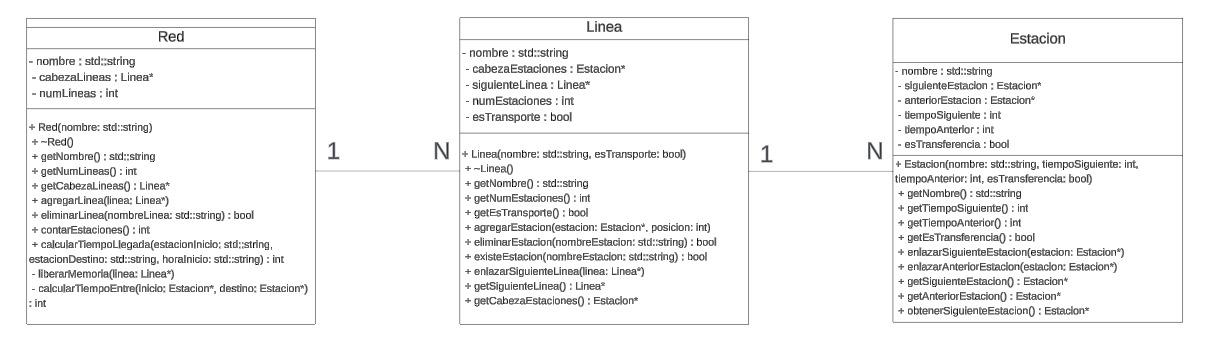 Red
- nombre : std::string
- cabezaLineas : Linea*
- numLineas : int
+ Red(nombre: std::string)
+ ~Red()
+ getNombre() : std::string
+ getNumLineas() : int
+ getCabezaLineas() : Linea*
+ agregarLinea(linea: Linea*)
+ eliminarLinea(nombreLinea: std::string) : bool
+ contarEstaciones() : int
+ calcularTiempoLlegada(estacionInicio: std::string,
estacionDestino: std::string, horaInicio: std::string) : int
- liberarMemoria(linea: Linea*)
- calcularTiempoEntre(inicio: Estacion*, destino: Estacion*)
: int
1
N
Linea
- nombre : std::string
- cabezaEstaciones : Estacion*
- siguienteLinea : Linea*
- numEstaciones : int
- esTransporte : bool
+ Linea(nombre: std::string, esTransporte: bool)
+ ~Linea()
+ getNombre() : std::string
+ getNumEstaciones() : int
+ getEsTransporte() : bool
+ agregarEstacion(estacion: Estacion*, posicion: int)
+ eliminarEstacion(nombreEstacion: std::string) : bool
+ existeEstacion(nombreEstacion: std::string) : bool
+ enlazarSiguienteLinea(linea: Linea*)
+ getSiguienteLinea() : Linea*
+ getCabezaEstaciones() : Estacion*
1
N
Estacion
- nombre : std::string
- siguienteEstacion : Estacion*
- anteriorEstacion : Estacion*
- tiempoSiguiente : int
- tiempoAnterior : int
- esTransferencia : bool
+ Estacion(nombre: std::string, tiempoSiguiente: int,
tiempoAnterior: int, esTransferencia: bool)
+ getNombre() : std::string
+ getTiempoSiguiente() : int
+ getTiempoAnterior() : int
+ getEsTransferencia() : bool
+ enlazarSiguienteEstacion(estacion: Estacion*)
+ enlazarAnteriorEstacion(estacion: Estacion*)
+ getSiguienteEstacion() : Estacion*
+ getAnteriorEstacion() : Estacion*
+ obtenerSiguienteEstacion() : Estacion*